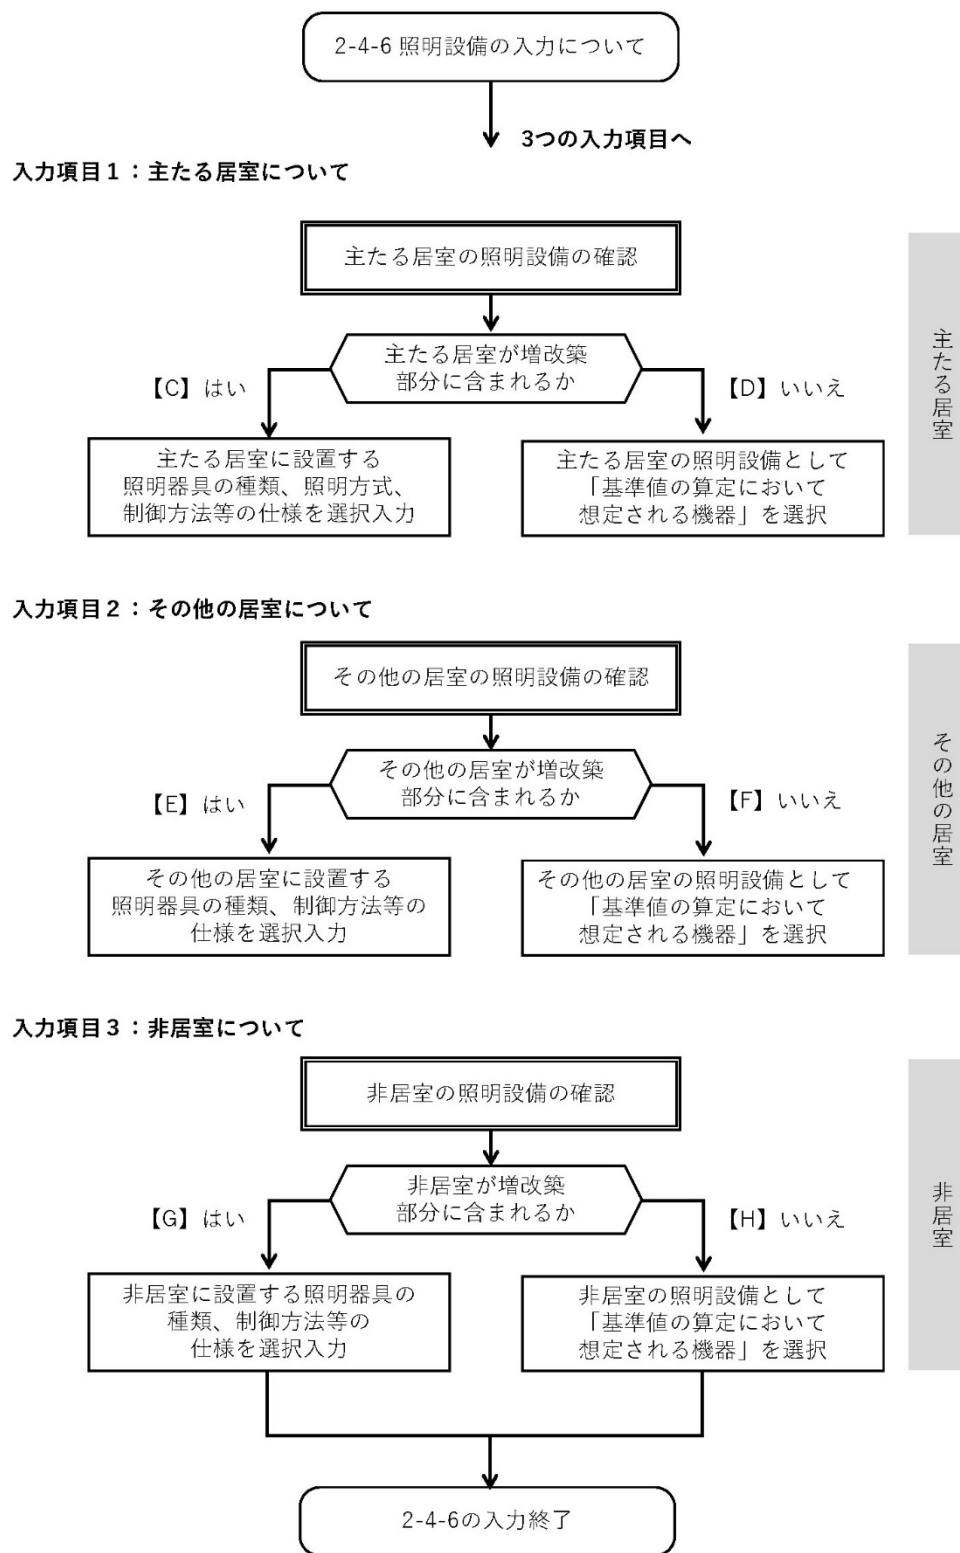 2-4-6 照明設備の入力について
3つの入力項目へ
入力項目1：主たる居室について
主たる居室の照明設備の確認
主たる居室が増改築
部分に含まれるか
【C】はい
【D】いいえ
主たる居室に設置する
照明器具の種類、照明方式、
制御方法等の仕様を選択入力
主たる居室の照明設備として
「基準値の算定において
想定される機器」を選択
主たる居室
入力項目2：その他の居室について
その他の居室の照明設備の確認
その他の居室が増改築
部分に含まれるか
【E】はい
【F】いいえ
その他の居室に設置する
照明器具の種類、制御方法等の
仕様を選択入力
その他の居室の照明設備として
「基準値の算定において
想定される機器」を選択
その他の居室
入力項目3：非居室について
非居室の照明設備の確認
非居室が増改築
部分に含まれるか
【G】はい
【H】いいえ
非居室に設置する照明器具の
種類、制御方法等の
仕様を選択入力
非居室の照明設備として
「基準値の算定において
想定される機器」を選択
非居室
2-4-6の入力終了